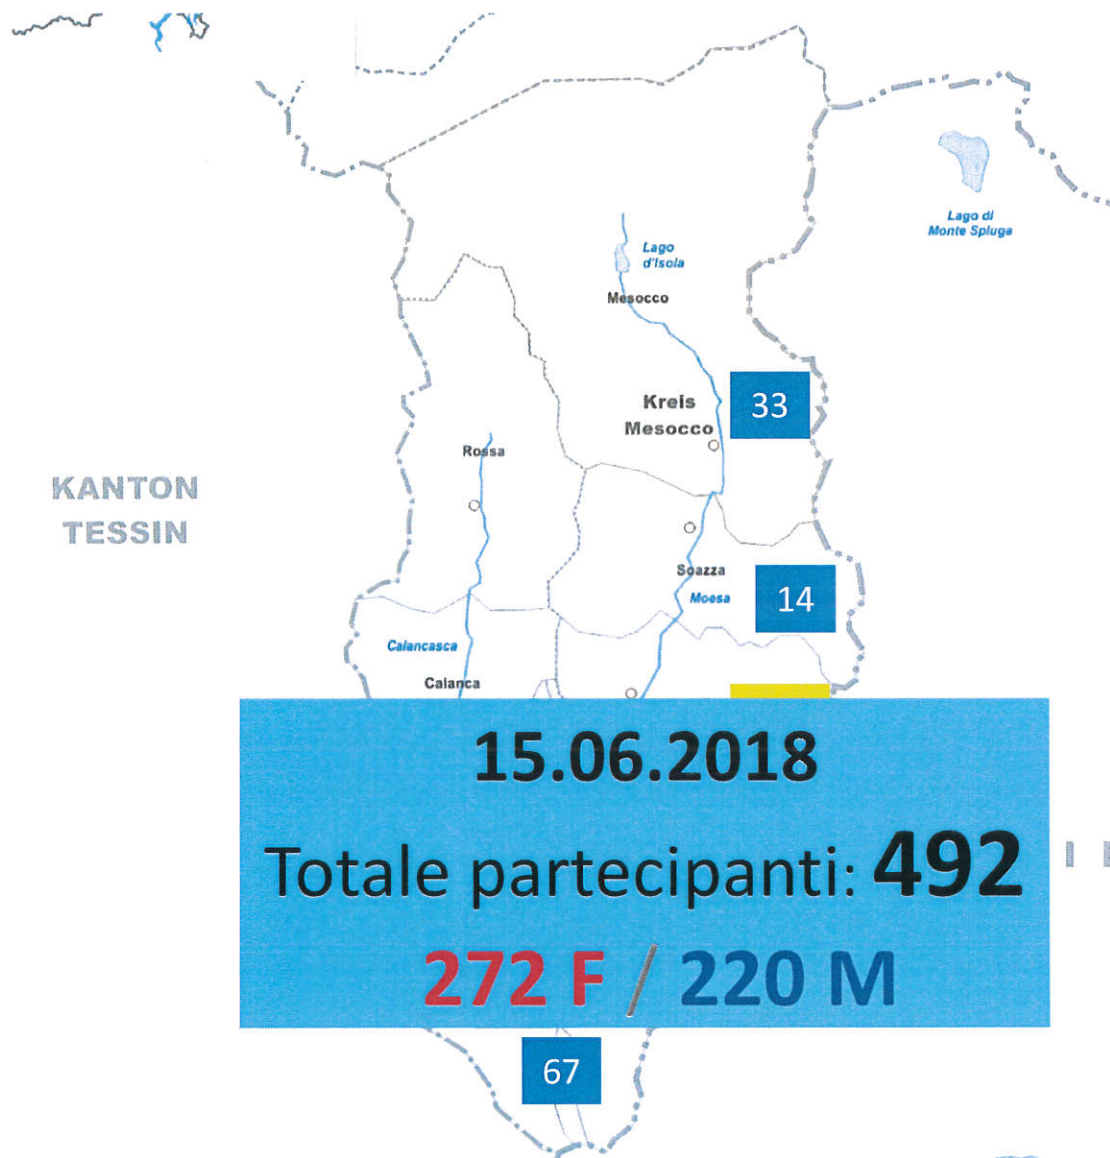 Lago di
Monte Spluga
Lago
d'Isola
Mesocco
Kreis
Mesocco
33
Rossa
KANTON
TESSIN
Soazza
Moesa
14
Calancasca
Calanca
15.06.2018
Totale partecipanti: 492
272 F / 220 M
67